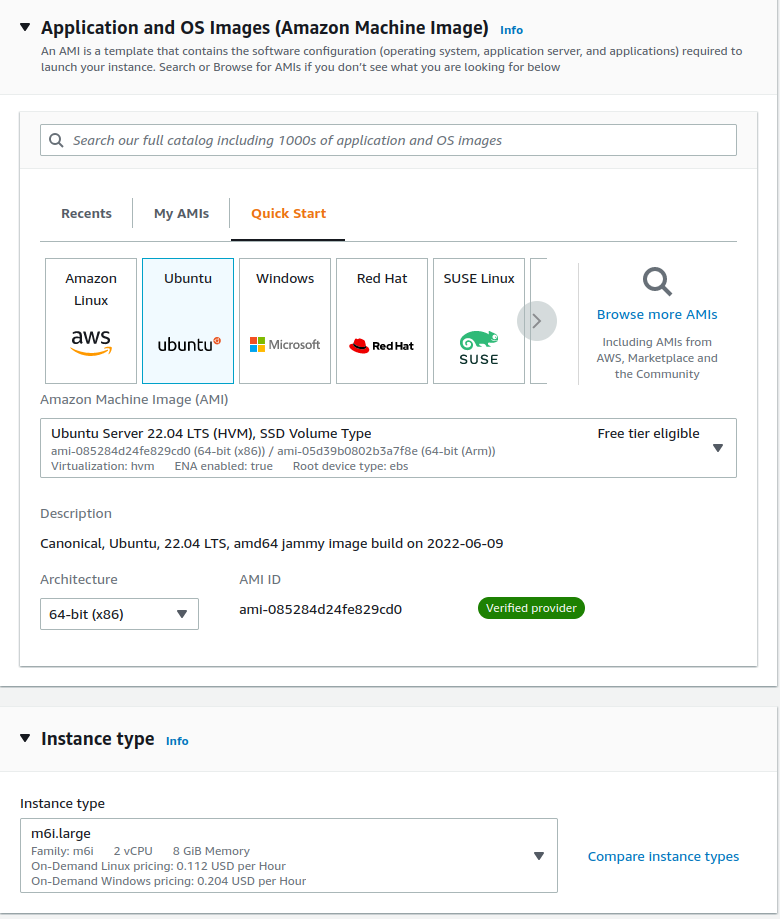 Application and OS Images (Amazon Machine Image) Info
An AMI is a template that contains the software configuration (operating system, application server, and applications) required to
launch your instance. Search or Browse for AMIs if you don't see what you are looking for below
Search our full catalog including 1000s of application and OS images
Recents
My AMIs
Quick Start
Amazon
Linux
aws
Ubuntu
ubuntu
Windows
Microsoft
Red Hat
Red Hat
SUSE Linux
SUSE
Browse more AMIs
Including AMIs from
AWS, Marketplace and
the Community
Amazon Machine Image (AMI)
Ubuntu Server 22.04 LTS (HVM), SSD Volume Type
Free tier eligible
ami-085284d24fe829cd0 (64-bit (x86)) / ami-05d39b0802b3a7f8e (64-bit (Arm))
Virtualization: hvm ENA enabled: true Root device type: ebs
Description
Canonical, Ubuntu, 22.04 LTS, amd64 jammy image build on 2022-06-09
Architecture
AMI ID
64-bit (x86)
ami-085284d24fe829cd0
Verified provider
Instance type Info
Instance type
m6i.large
Family: m6i 2 vCPU 8 GiB Memory
On-Demand Linux pricing: 0.112 USD per Hour
On-Demand Windows pricing: 0.204 USD per Hour
Compare instance types